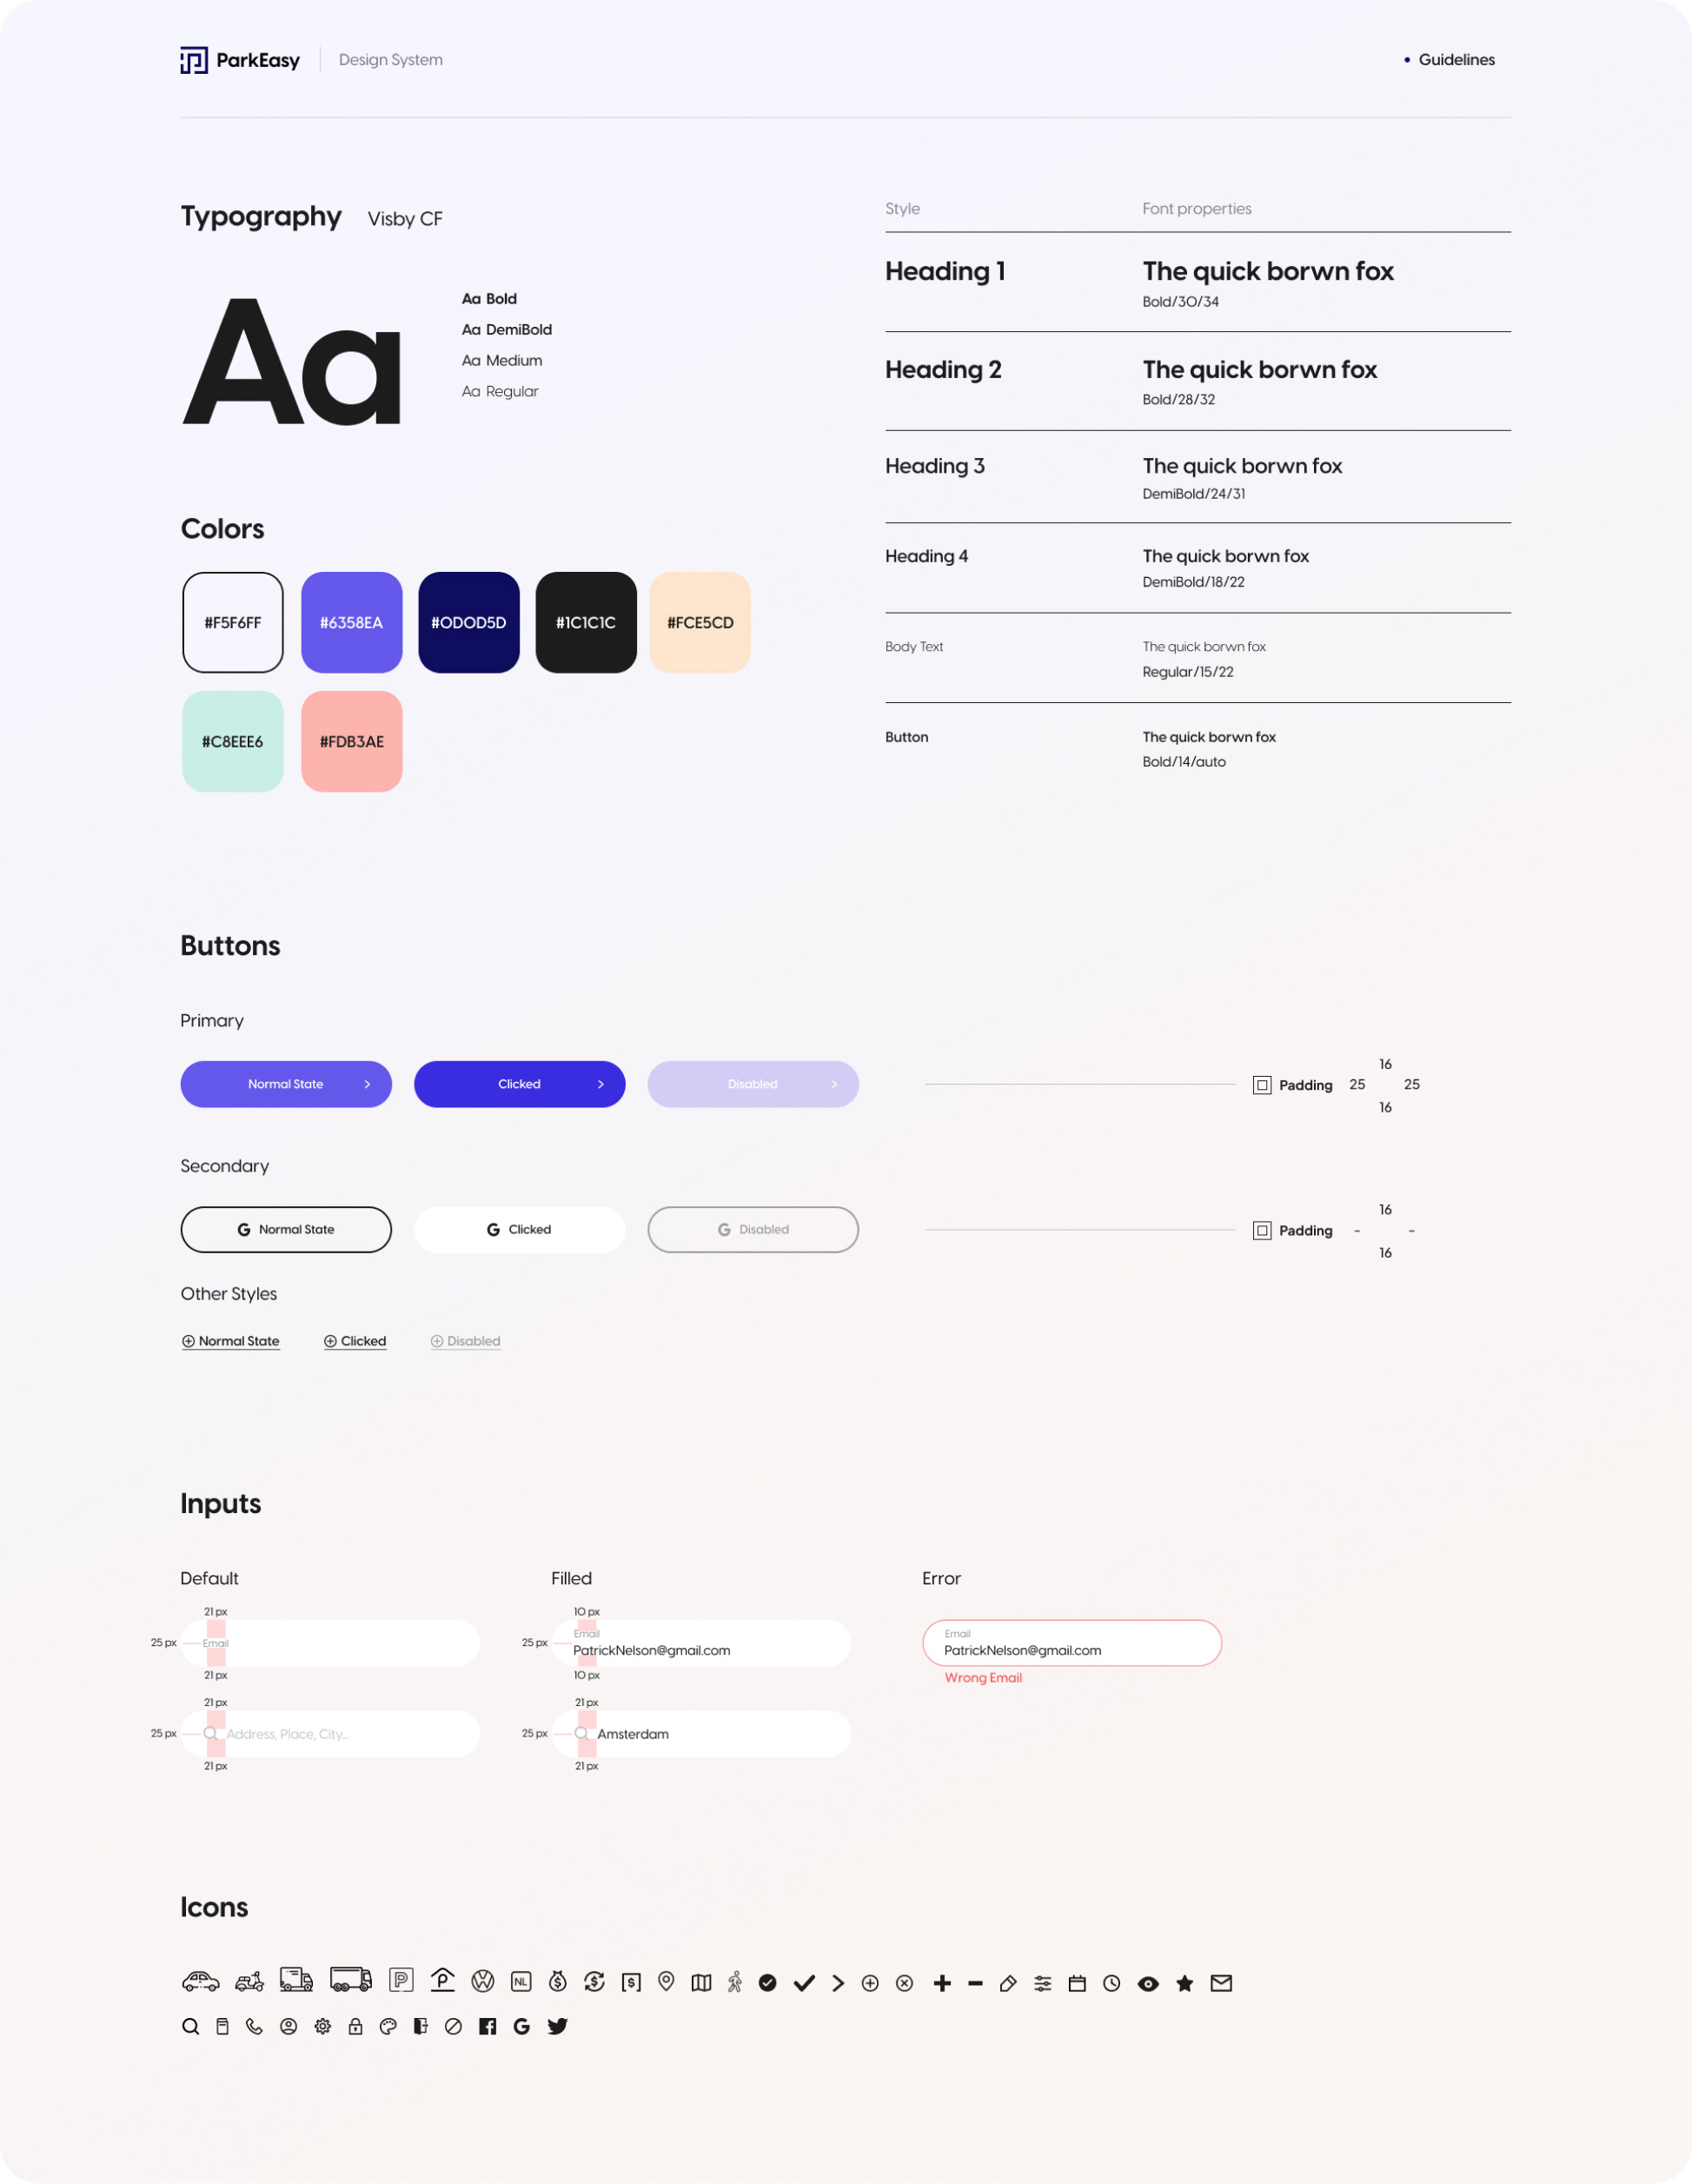 ParkEasy
Design System
Guidelines
Typography Visby CF
Aa
Aa Bold
Aa DemiBold
Aa Medium
Aa Regular
Style Font properties
Heading 1 The quick borwn fox
Bold/30/34
Heading 2 The quick borwn fox
Bold/28/32
Heading 3 The quick borwn fox
DemiBold/24/31
Heading 4 The quick borwn fox
DemiBold/18/22
Body Text The quick borwn fox
Regular/15/22
Button The quick borwn fox
Bold/14/auto
Colors
#F5F6FF #6358EA #0D0D5D #1C1C1C #FCE5CD
#C8EEE6 #FDB3AE
Buttons
Primary
Normal State Clicked Disabled
16
Padding 25 25
16
Secondary
G Normal State G Clicked G Disabled
16
Padding - -
16
Other Styles
Normal State Clicked Disabled
Inputs
Default
21 px
25 px Email
21 px
21 px
25 px Address, Place, City...
21 px
Filled
10 px
Email
25 px PatrickNelson@gmail.com
10 px
21 px
25 px Amsterdam
21 px
Error
Email
PatrickNelson@gmail.com
Wrong Email
Icons
P P NL $ $ $
G